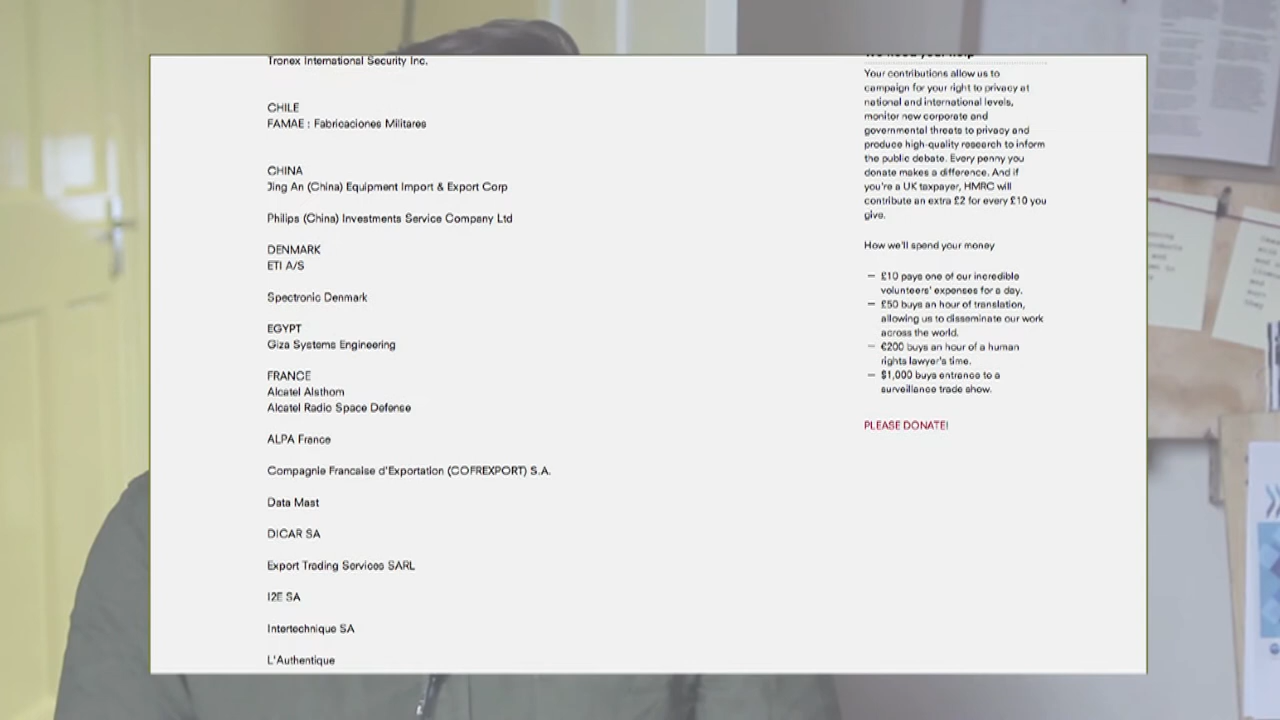 Tronex International Security Inc.
CHILE
FAMAE : Fabricaciones Militares
CHINA
Jing An (China) Equipment Import & Export Corp
Philips (China) Investments Service Company Ltd
DENMARK
ETI A/S
Spectronic Denmark
EGYPT
Giza Systems Engineering
FRANCE
Alcatel Alsthom
Alcatel Radio Space Defense
ALPA France
Compagnie Francaise d'Exportation (COFREXPORT) S.A.
Data Mast
DICAR SA
Export Trading Services SARL
I2E SA
Intertechnique SA
L'Authentique
We need your help
Your contributions allow us to
campaign for your right to privacy at
national and international levels,
monitor new corporate and
governmental threats to privacy and
produce high-quality research to inform
the public debate. Every penny you
donate makes a difference. And if
you're a UK taxpayer, HMRC will
contribute an extra £2 for every £10 you
give.
How we'll spend your money
– £10 pays one of our incredible
volunteers' expenses for a day.
– £50 buys an hour of translation,
allowing us to disseminate our work
across the world.
– €200 buys an hour of a human
rights lawyer's time.
– $1,000 buys entrance to a
surveillance trade show.
PLEASE DONATE!